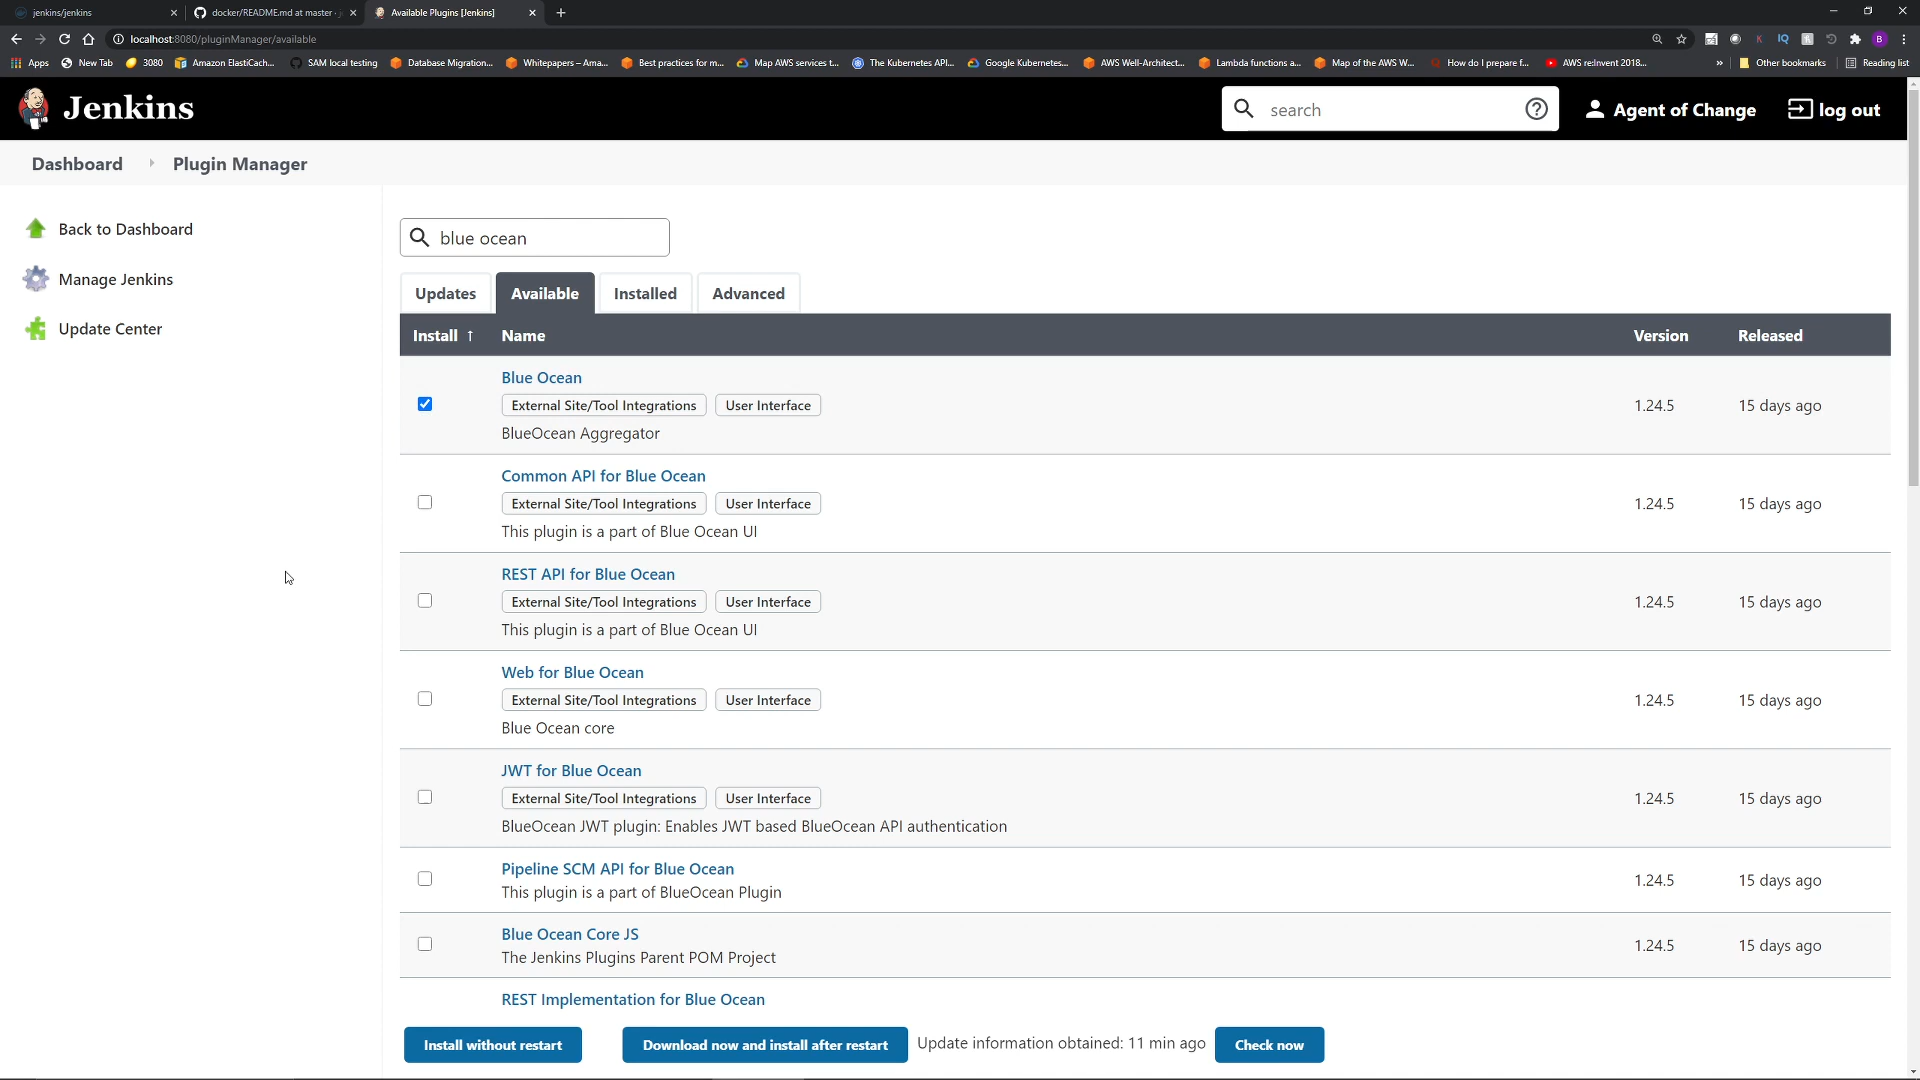 jenkins/jenkins
docker/README.md at master · j
Available Plugins [Jenkins]
localhost:8080/pluginManager/available
Apps
New Tab
3080
Amazon ElastiCach...
SAM local testing
Database Migration...
Whitepapers – Ama...
Best practices for m...
Map AWS services t...
The Kubernetes API...
Google Kubernetes...
AWS Well-Architect...
Lambda functions a...
Map of the AWS W...
How do I prepare f...
AWS re:Invent 2018...
»
Other bookmarks
Reading list
IQ
K
B
Jenkins
search
Agent of Change
log out
Dashboard
Plugin Manager
Back to Dashboard
Manage Jenkins
Update Center
blue ocean
Updates
Available
Installed
Advanced
Install ↑ Name Version Released
Blue Ocean
External Site/Tool Integrations User Interface
BlueOcean Aggregator
1.24.5 15 days ago
Common API for Blue Ocean
External Site/Tool Integrations User Interface
This plugin is a part of Blue Ocean UI
1.24.5 15 days ago
REST API for Blue Ocean
External Site/Tool Integrations User Interface
This plugin is a part of Blue Ocean UI
1.24.5 15 days ago
Web for Blue Ocean
External Site/Tool Integrations User Interface
Blue Ocean core
1.24.5 15 days ago
JWT for Blue Ocean
External Site/Tool Integrations User Interface
BlueOcean JWT plugin: Enables JWT based BlueOcean API authentication
1.24.5 15 days ago
Pipeline SCM API for Blue Ocean
This plugin is a part of BlueOcean Plugin
1.24.5 15 days ago
Blue Ocean Core JS
The Jenkins Plugins Parent POM Project
1.24.5 15 days ago
REST Implementation for Blue Ocean
Install without restart
Download now and install after restart
Update information obtained: 11 min ago
Check now